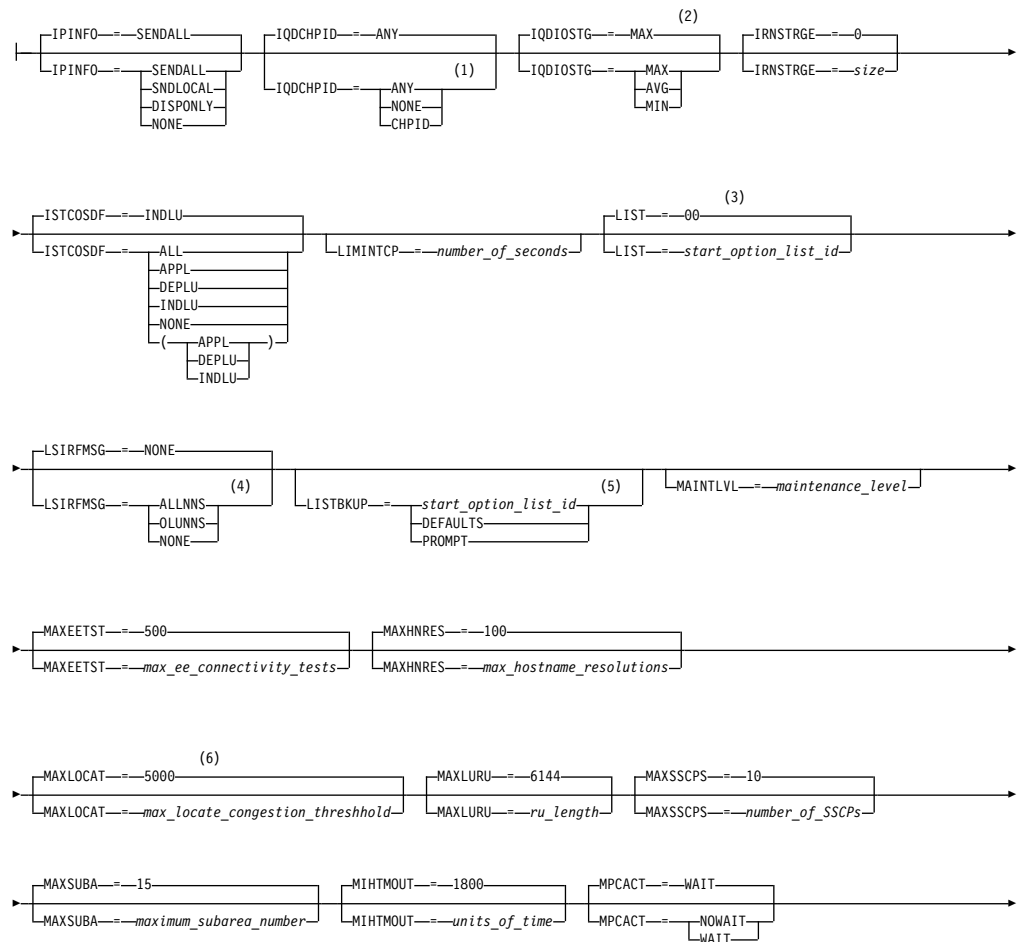 (2)
IPINFO = SENDALL IQDCHPID = ANY IQDIOSTG = MAX IRNSTRGE = 0
IPINFO = SENDALL (1) IQDIOSTG = MAX IRNSTRGE = size
SNDLOCAL IQDCHPID = ANY AVG
DISPONLY NONE MIN
NONE CHPID
(3)
ISTCOSDF = INDLU LIST = 00
ISTCOSDF = ALL LIMINTCP = number_of_seconds LIST = start_option_list_id
APPL
DEPLU
INDLU
NONE
( APPL )
DEPLU
INDLU
LSIRFMSG = NONE
(4) (5) MAINTLVL = maintenance_level
LSIRFMSG = ALLNNS LISTBKUP = start_option_list_id
OLUNNS DEFAULTS
NONE PROMPT
MAXEETST = 500 MAXHNRES = 100
MAXEETST = max_ee_connectivity_tests MAXHNRES = max_hostname_resolutions
(6)
MAXLOCAT = 5000 MAXLURU = 6144 MAXSSCPS = 10
MAXLOCAT = max_locate_congestion_threshhold MAXLURU = ru_length MAXSSCPS = number_of_SSCPs
MAXSUBA = 15 MIHTMOUT = 1800 MPCACT = WAIT
MAXSUBA = maximum_subarea_number MIHTMOUT = units_of_time MPCACT = NOWAIT
WAIT